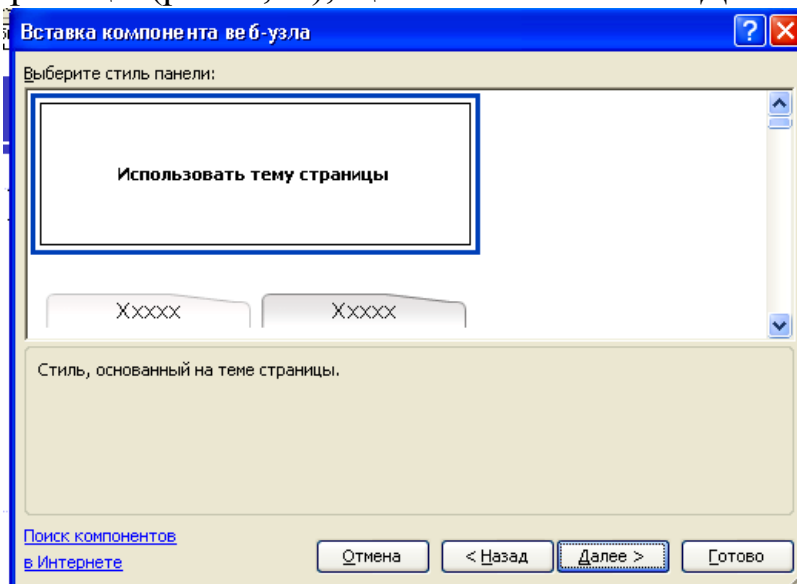 Вставка компонента веб-узла
Выберите стиль панели:
Использовать тему страницы
Xxxxx Xxxxx
Стиль, основанный на теме страницы.
Поиск компонентов
в Интернете
Отмена < Назад Далее > Готово